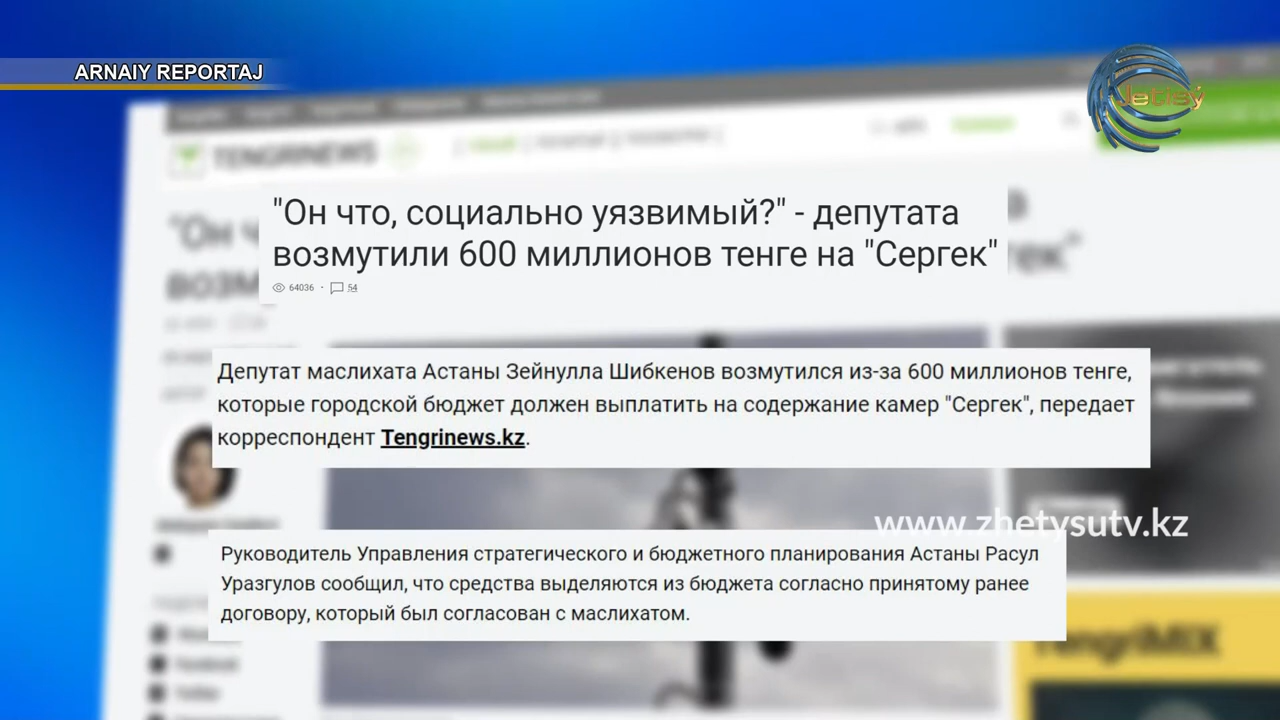 ARNAIY REPORTAJ
Jetisý
TENGRINEWS
"Он что, социально уязвимый?" - депутата
возмутили 600 миллионов тенге на "Сергек"
64036 · 54
Депутат маслихата Астаны Зейнулла Шибкенов возмутился из-за 600 миллионов тенге,
которые городской бюджет должен выплатить на содержание камер "Сергек", передает
корреспондент Tengrinews.kz.
www.zhetysutv.kz
Руководитель Управления стратегического и бюджетного планирования Астаны Расул
Уразгулов сообщил, что средства выделяются из бюджета согласно принятому ранее
договору, который был согласован с маслихатом.
TengriMIX